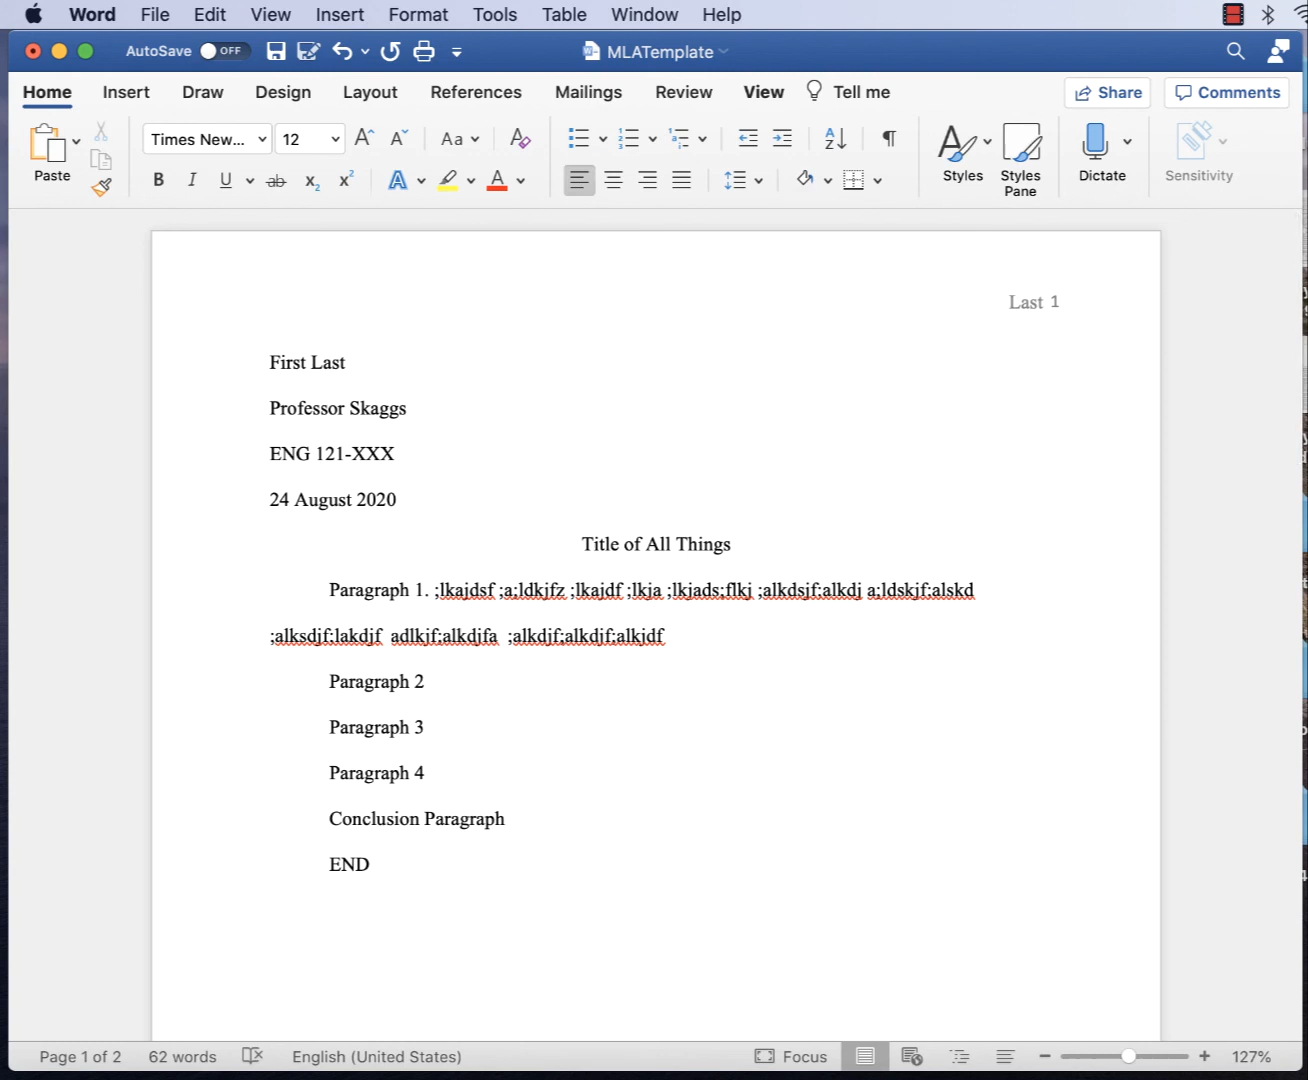 Word File Edit View Insert Format Tools Table Window Help
AutoSave OFF MLATemplate
Home Insert Draw Design Layout References Mailings Review View Tell me Share Comments
Times New... 12 Aa
Paste Styles Styles Pane Dictate Sensitivity
Last 1
First Last
Professor Skaggs
ENG 121-XXX
24 August 2020
Title of All Things
Paragraph 1. ;lkajdsf ;a;ldkjfz ;lkajdf ;lkja ;lkjads;flkj ;alkdsjf;alkdj a;ldskjf;alskd
;alksdjf;lakdjf adlkjf;alkdjfa ;alkdjf;alkdjf;alkjdf
Paragraph 2
Paragraph 3
Paragraph 4
Conclusion Paragraph
END
Page 1 of 2 62 words English (United States) Focus 127%